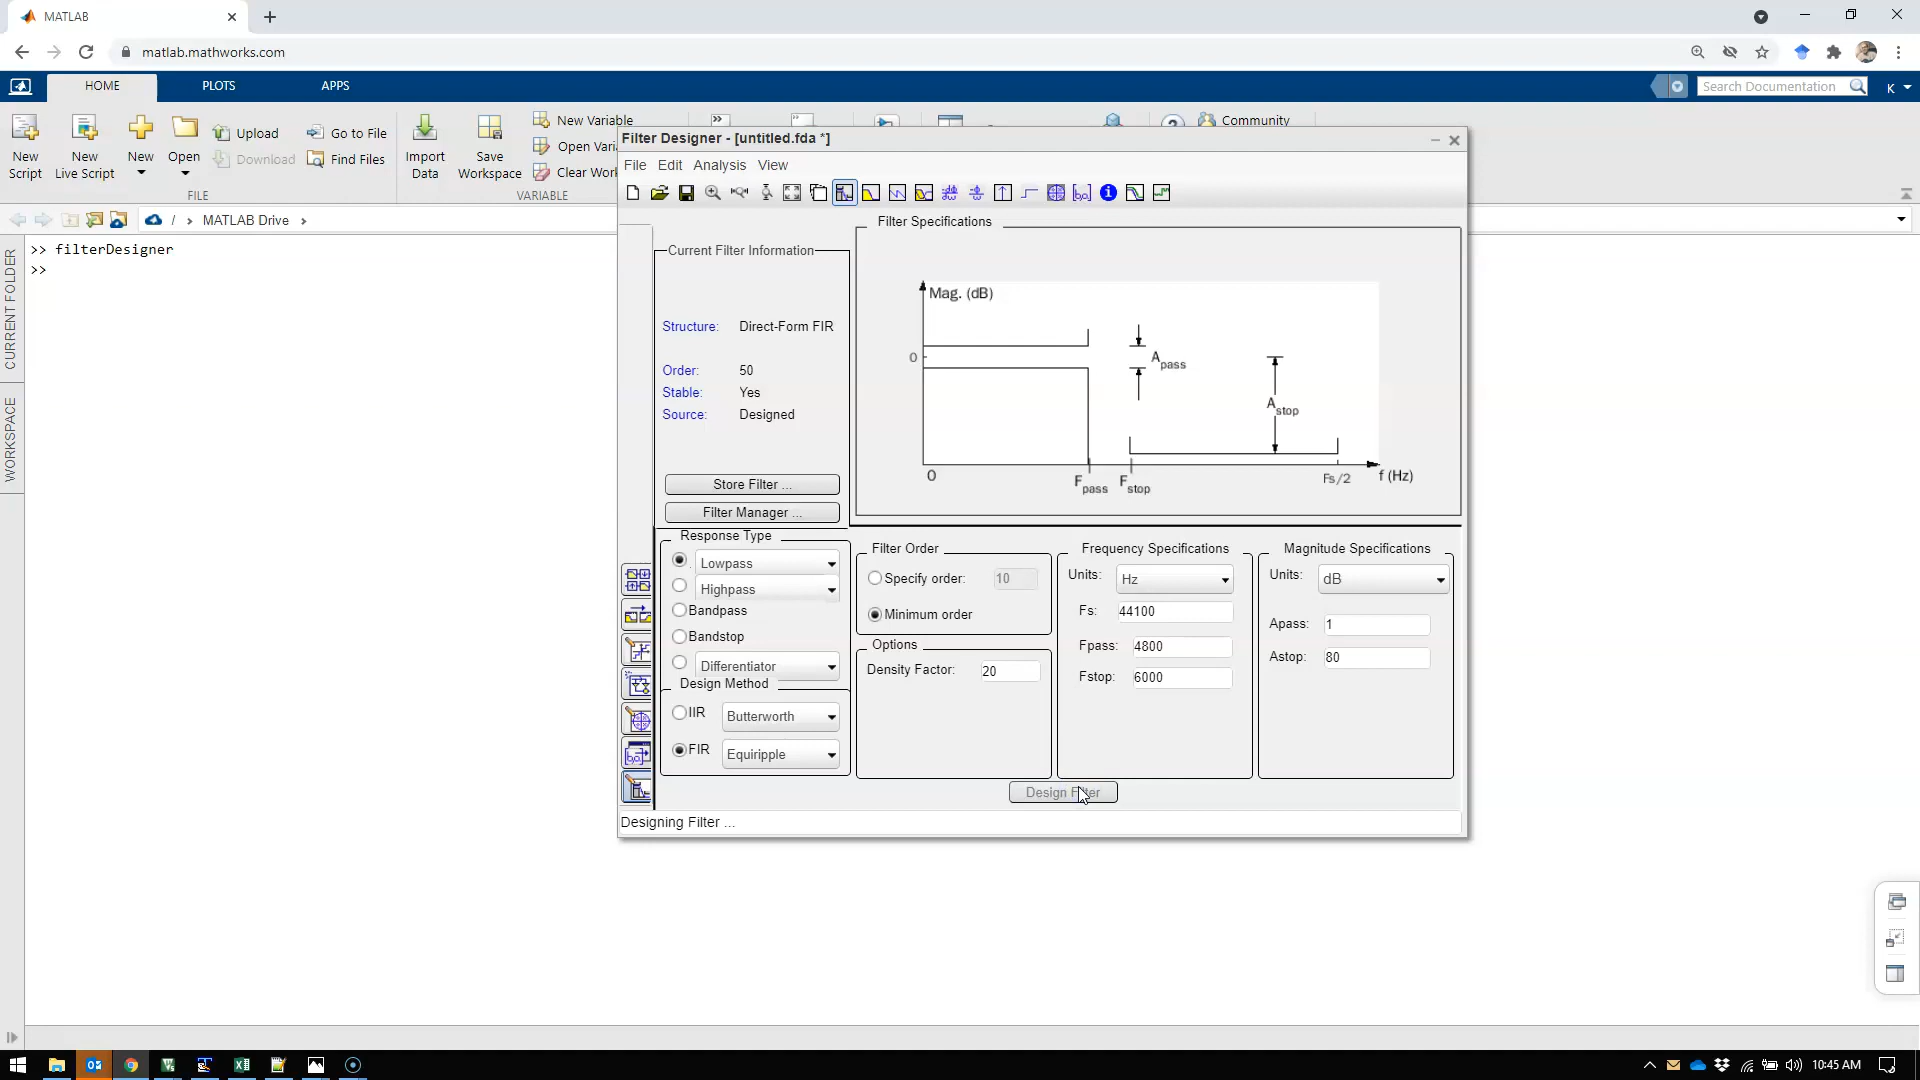 MATLAB
matlab.mathworks.com
HOME
PLOTS
APPS
Search Documentation
K
New Script
New Live Script
New
Open
Upload
Download
Go to File
Find Files
FILE
Import Data
Save Workspace
New Variable
Open Vari
Clear Work
VARIABLE
Community
/
MATLAB Drive
CURRENT FOLDER
WORKSPACE
>> filterDesigner
>>
Filter Designer - [untitled.fda *]
File Edit Analysis View
Current Filter Information
Structure: Direct-Form FIR
Order: 50
Stable: Yes
Source: Designed
Store Filter ...
Filter Manager ...
Filter Specifications
Mag. (dB)
0
A pass
A stop
0
F pass
F stop
Fs/2
f (Hz)
Response Type
Lowpass
Highpass
Bandpass
Bandstop
Differentiator
Design Method
IIR Butterworth
FIR Equiripple
Filter Order
Specify order: 10
Minimum order
Options
Density Factor: 20
Frequency Specifications
Units: Hz
Fs: 44100
Fpass: 4800
Fstop: 6000
Magnitude Specifications
Units: dB
Apass: 1
Astop: 80
Design Filter
Designing Filter ...
10:45 AM